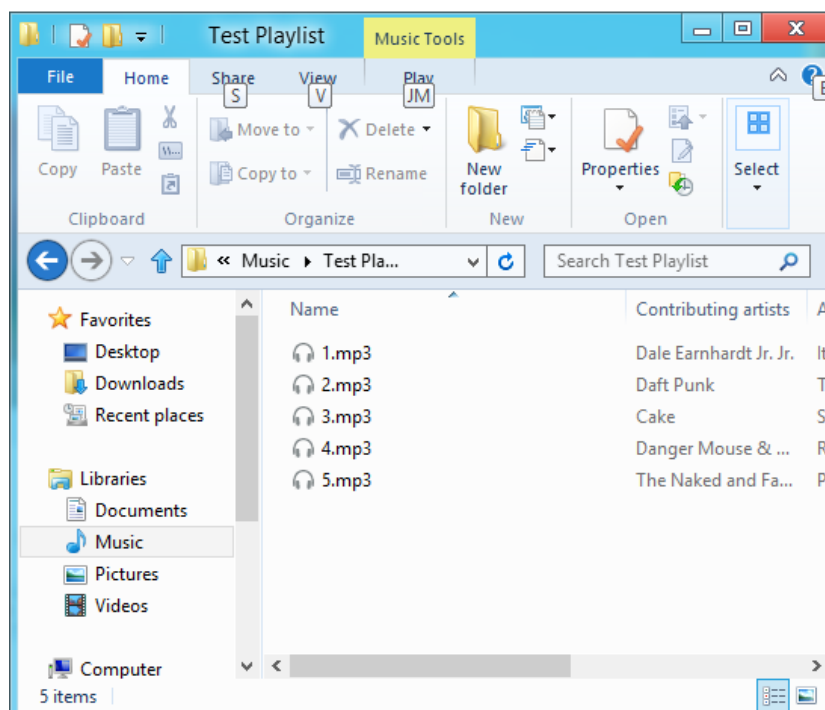 Test Playlist
Music Tools
File Home Share View Play
S V JM E
Copy Paste
W...
Move to
Copy to
Delete
Rename
New folder
Properties
Select
Clipboard Organize New Open
« Music Test Pla...
Search Test Playlist
Name Contributing artists A
1.mp3 Dale Earnhardt Jr. Jr. It
2.mp3 Daft Punk T
3.mp3 Cake S
4.mp3 Danger Mouse & ... R
5.mp3 The Naked and Fa... P
Favorites
Desktop
Downloads
Recent places
Libraries
Documents
Music
Pictures
Videos
Computer
5 items